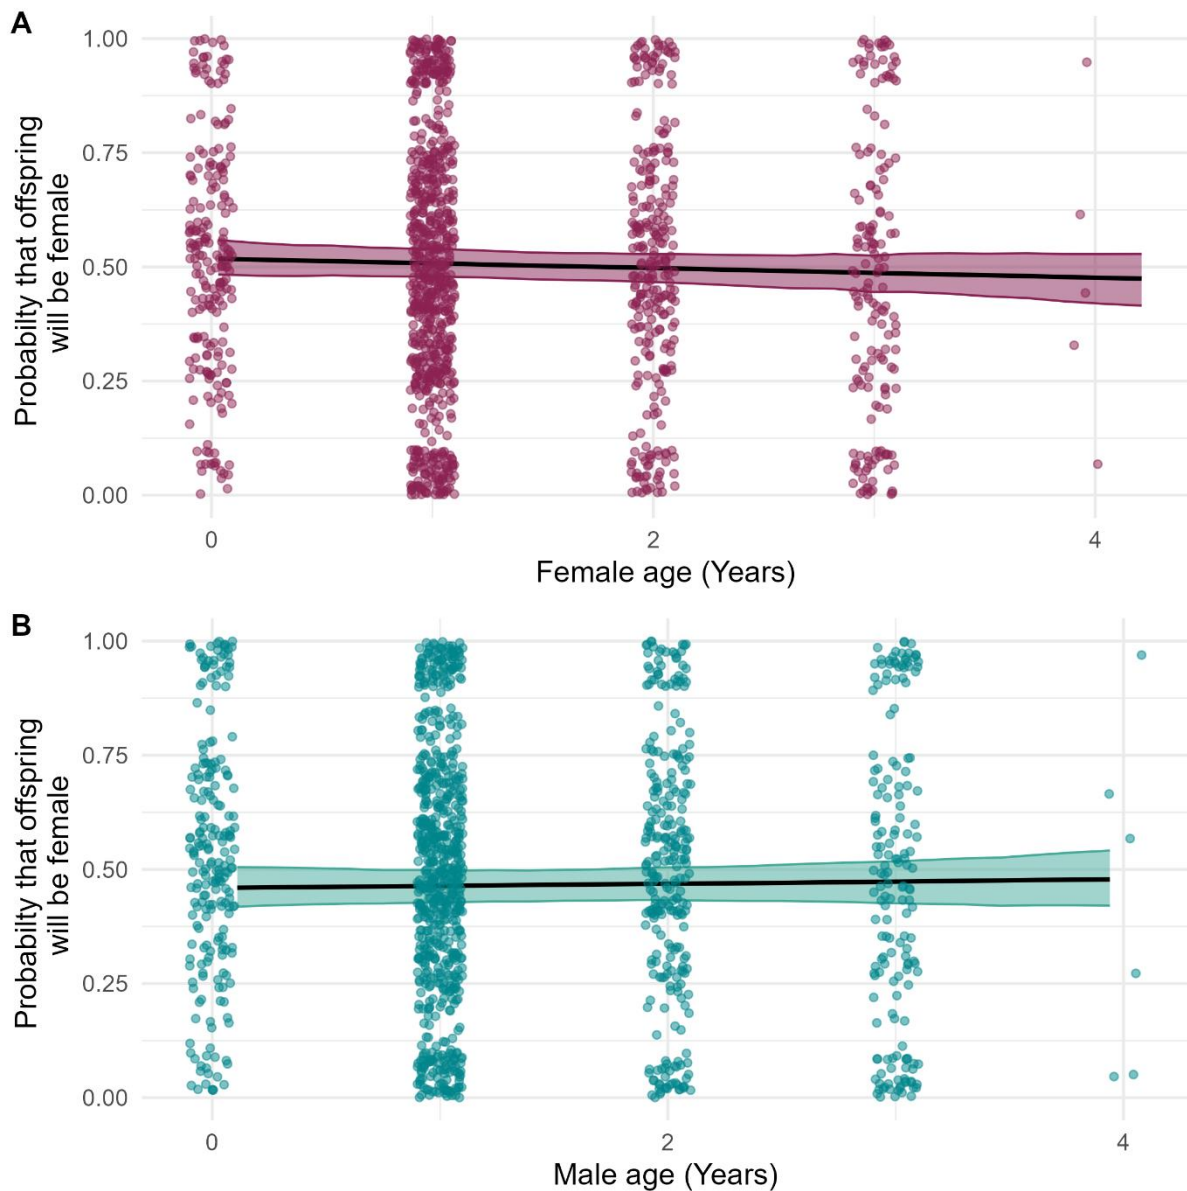 A
1.00
0.75
0.50
0.25
0.00
Probabilty that offspring
will be female
0
2
4
Female age (Years)
B
1.00
0.75
0.50
0.25
0.00
Probabilty that offspring
will be female
0
2
4
Male age (Years)